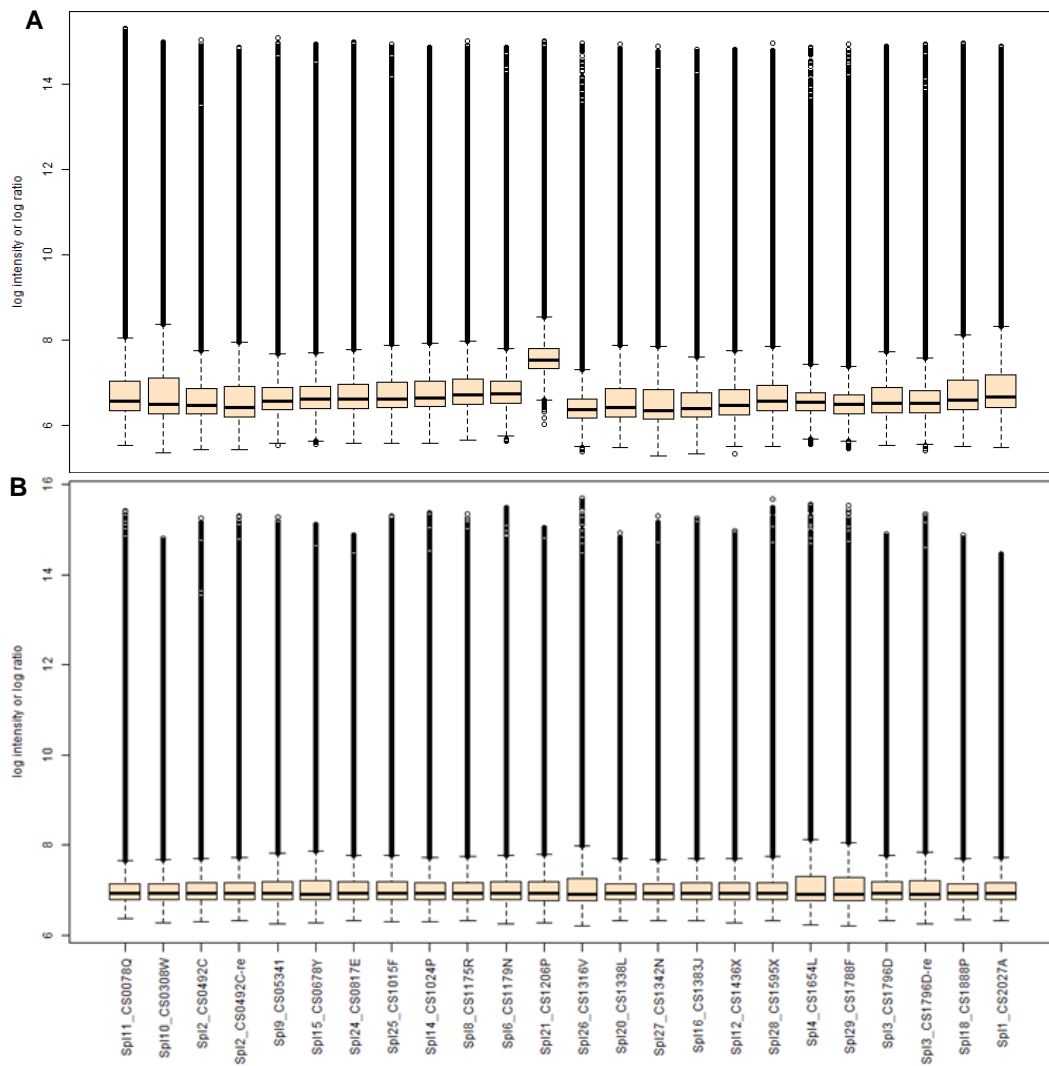 A
log intensity or log ratio
14
12
10
8
6
B
log intensity or log ratio
16
14
12
10
8
6
Spl11_CS0078Q
Spl10_CS0308W
Spl2_CS0492C
Spl2_CS0492C-re
Spl9_CS05341
Spl15_CS0678Y
Spl24_CS0817E
Spl25_CS1015F
Spl14_CS1024P
Spl8_CS1175R
Spl6_CS1179N
Spl21_CS1206P
Spl26_CS1316V
Spl20_CS1338L
Spl27_CS1342N
Spl16_CS1383J
Spl12_CS1436X
Spl28_CS1595X
Spl4_CS1654L
Spl29_CS1788F
Spl3_CS1796D
Spl3_CS1796D-re
Spl18_CS1888P
Spl1_CS2027A